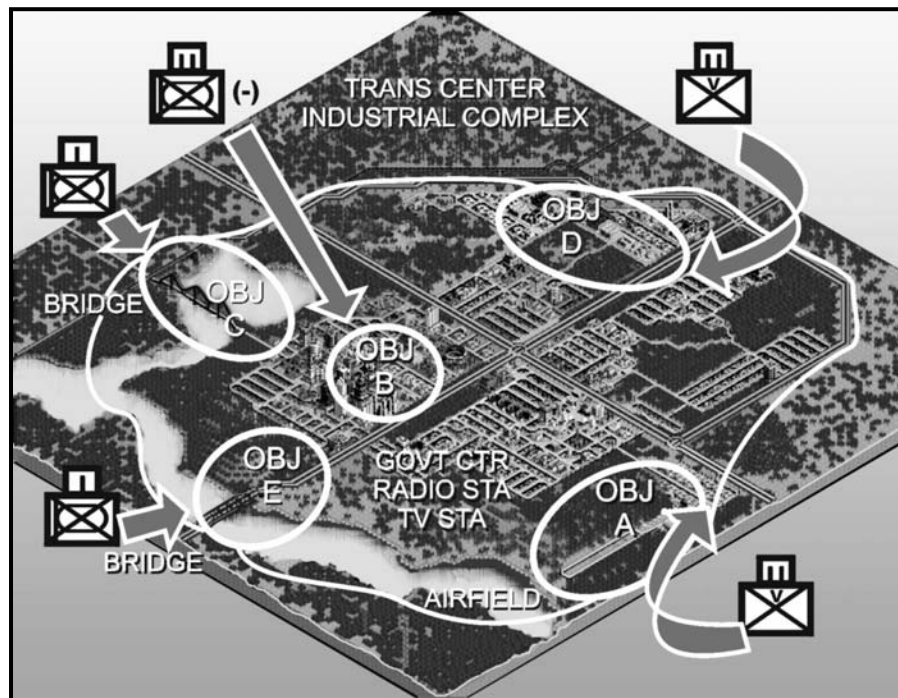 (-)
TRANS CENTER
INDUSTRIAL COMPLEX
OBJ
D
BRIDGE
OBJ
C
OBJ
B
OBJ
E
GOVT CTR
RADIO STA
TV STA
OBJ
A
BRIDGE
AIRFIELD